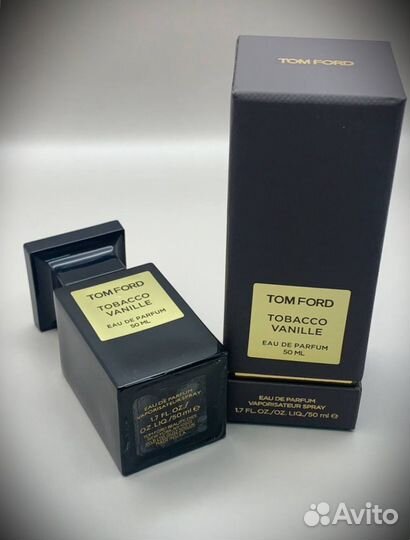 TOM FORD
TOM FORD
TOBACCO
VANILLE
EAU DE PARFUM
50 ML
EAU DE PARFUM
VAPORISATEUR SPRAY
1.7 FL.OZ./OZ. LIQ./50 ml e
TOM FORD
TOBACCO
VANILLE
EAU DE PARFUM
50 ML
EAU DE PARFUM
VAPORISATEUR SPRAY
1.7 FL. OZ./
OZ. LIQ./50 ml e
Avito